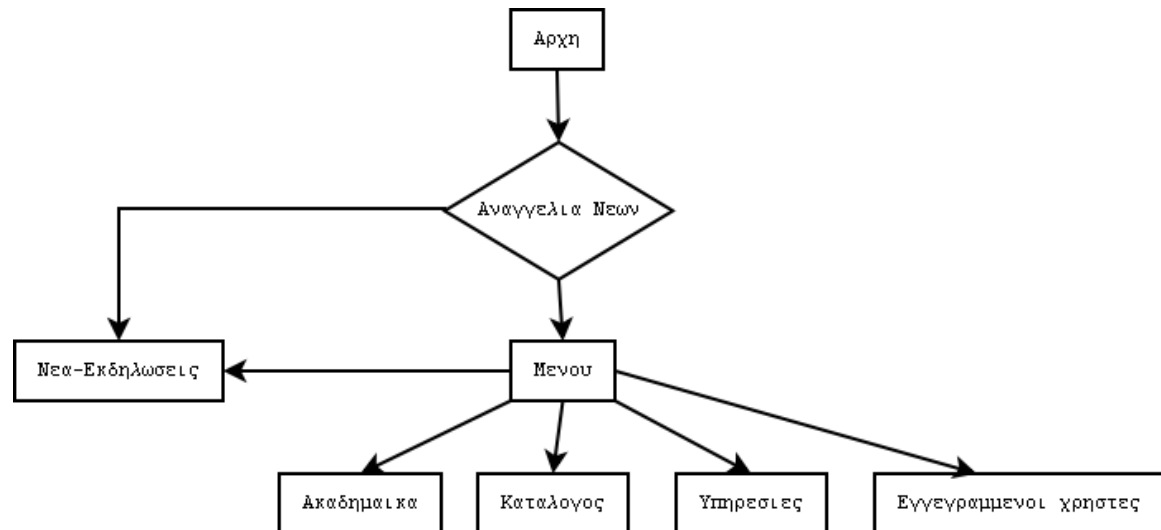 Αρχη
Αναγγελια Νεων
Νεα-Εκδηλωσεις
Μενου
Ακαδημαικα
Καταλογος
Υπηρεσιες
Εγγεγραμμενοι χρηστες